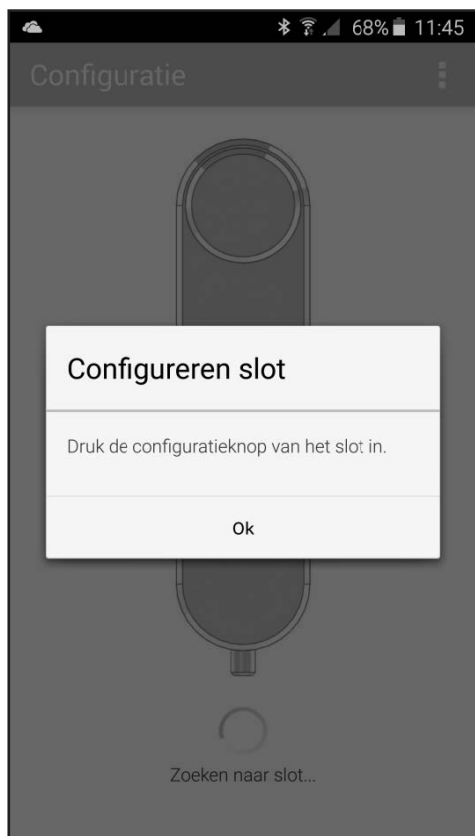 68% 11:45
Configuratie
Configureren slot
Druk de configuratieknop van het slot in.
Ok
Zoeken naar slot...